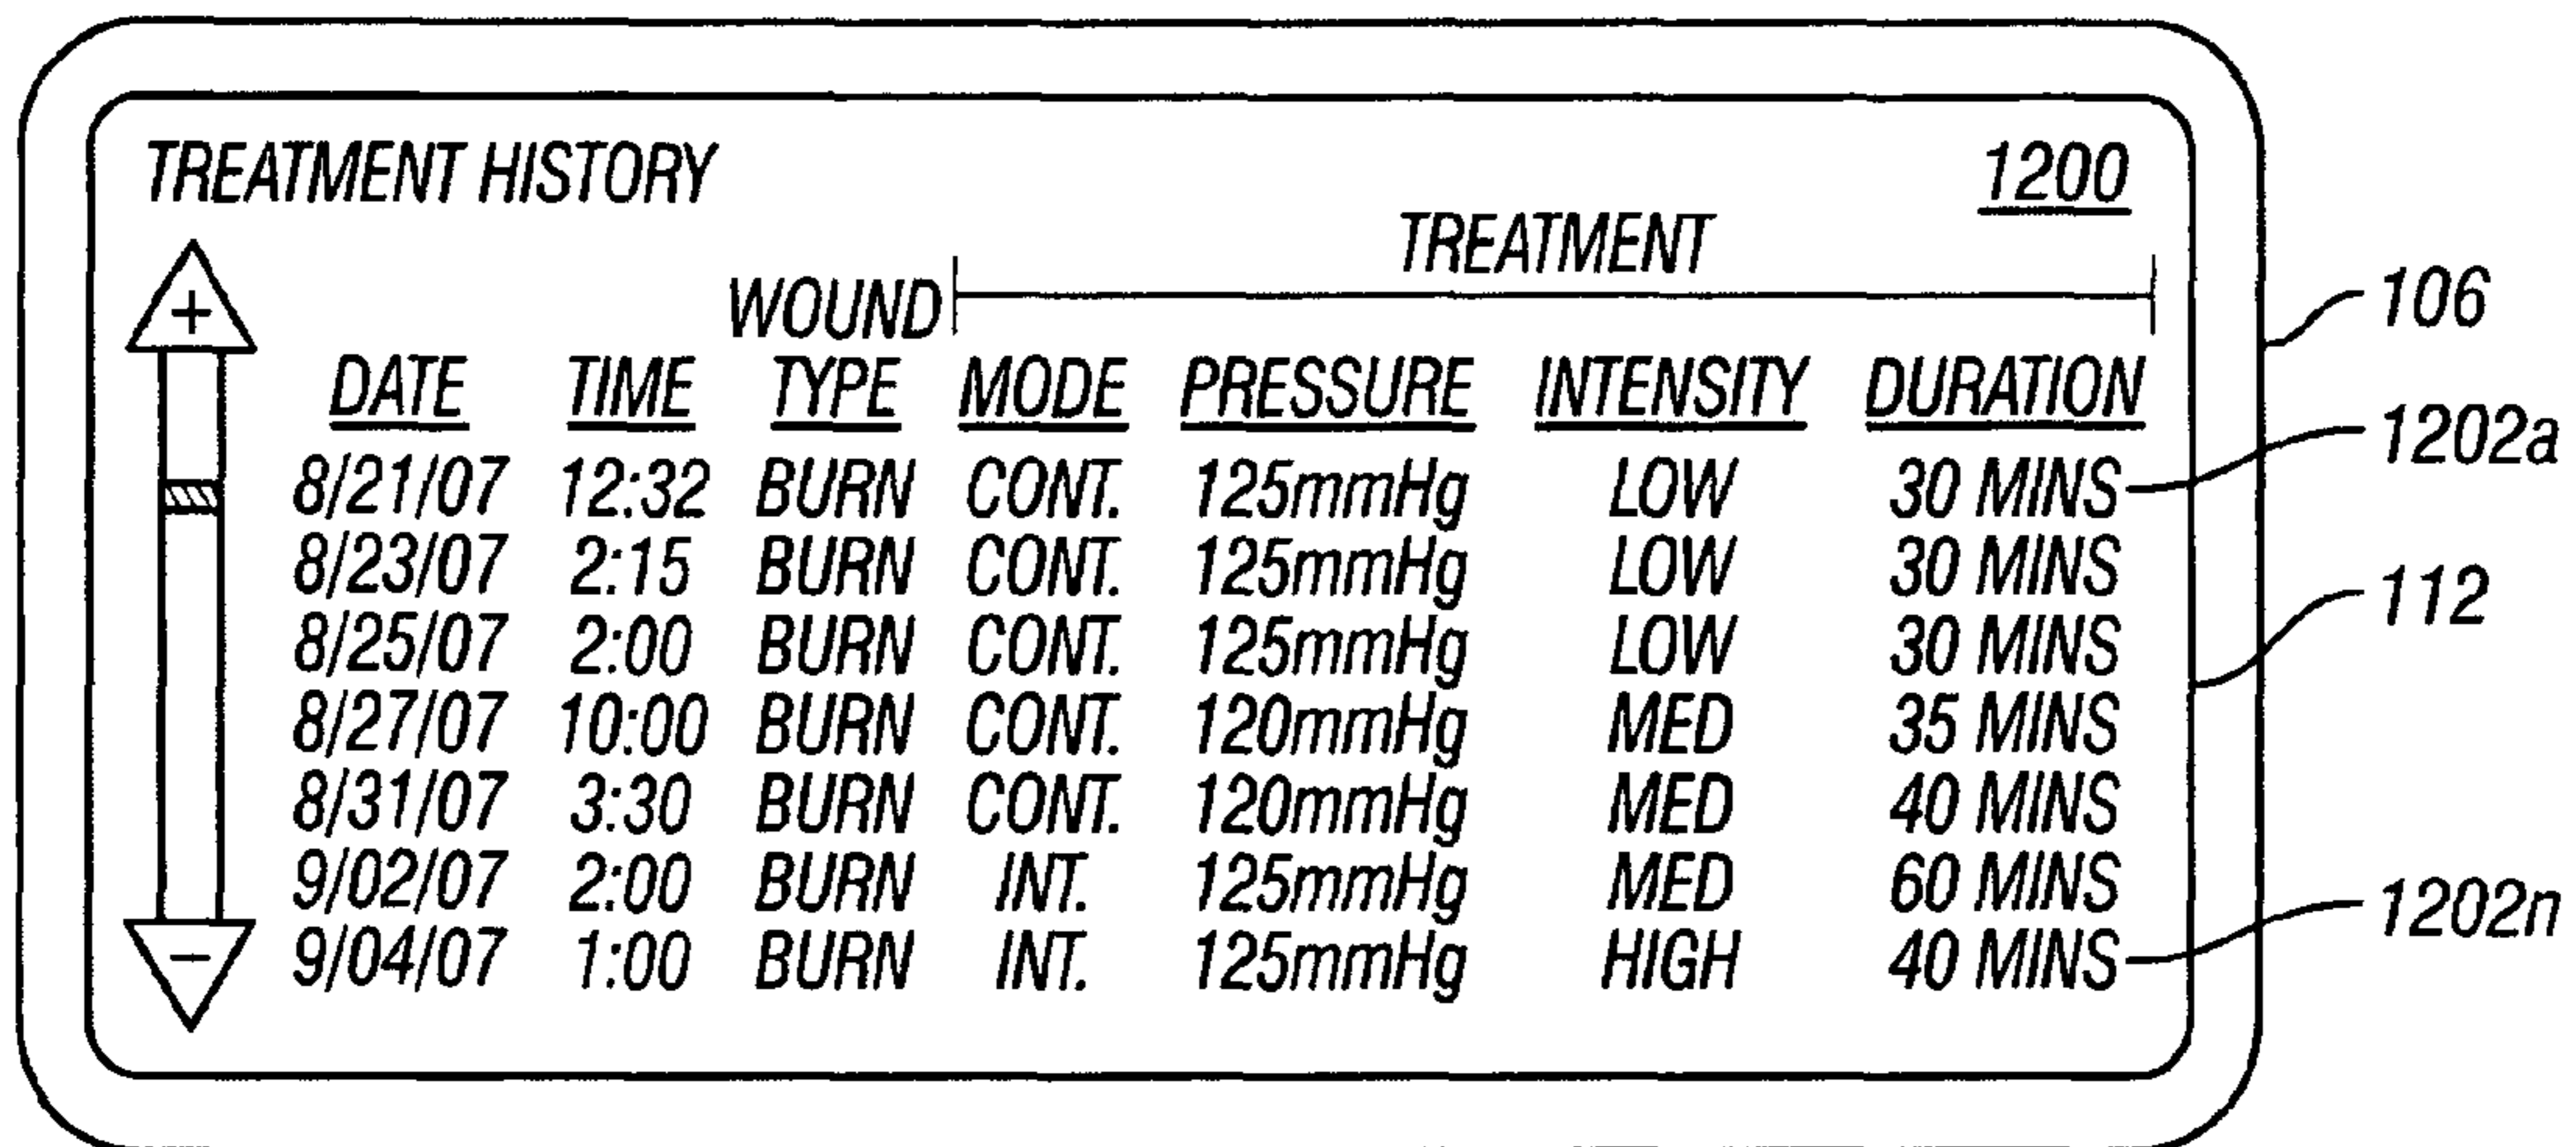 TREATMENT HISTORY 1200
TREATMENT
WOUND
DATE TIME TYPE MODE PRESSURE INTENSITY DURATION
8/21/07 12:32 BURN CONT. 125mmHg LOW 30 MINS
8/23/07 2:15 BURN CONT. 125mmHg LOW 30 MINS
8/25/07 2:00 BURN CONT. 125mmHg LOW 30 MINS
8/27/07 10:00 BURN CONT. 120mmHg MED 35 MINS
8/31/07 3:30 BURN CONT. 120mmHg MED 40 MINS
9/02/07 2:00 BURN INT. 125mmHg MED 60 MINS
9/04/07 1:00 BURN INT. 125mmHg HIGH 40 MINS
+
−
106
1202a
112
1202n